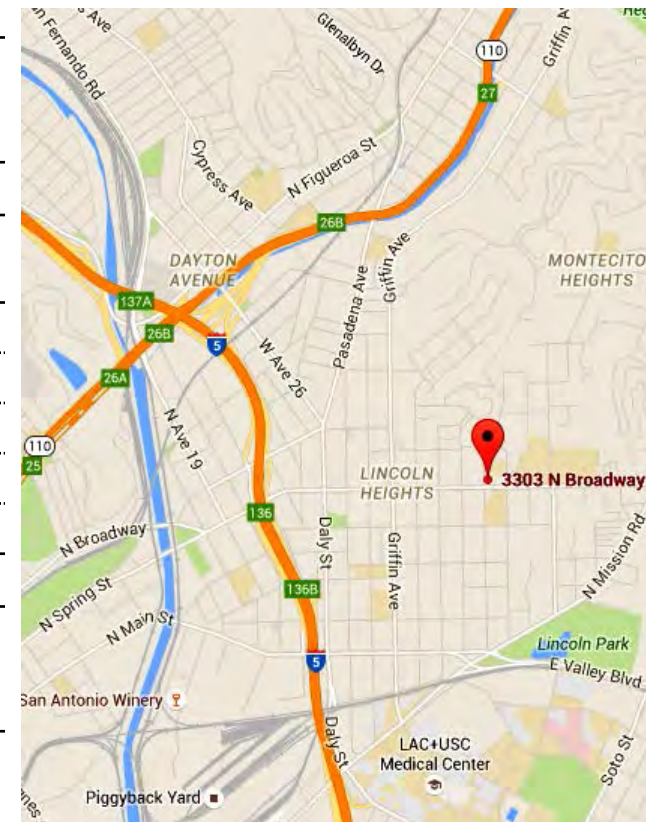 Glenalbyn Dr
Fernando Rd
s Ave
110
Griffin A
27
Cypress Ave
N Figueroa St
26B
DAYTON
AVENUE
Griffin Ave
Pasadena Ave
MONTECITO
HEIGHTS
137A
26B
5
W Ave 26
26A
N Ave 19
110
25
LINCOLN
HEIGHTS
3303 N Broadway
136
N Broadway
Daly St
Griffin Ave
N Mission Rd
136B
N Spring St
N Main St
5
Lincoln Park
E Valley Blvd
San Antonio Winery
Daly St
LAC+USC
Medical Center
Soto St
Piggyback Yard